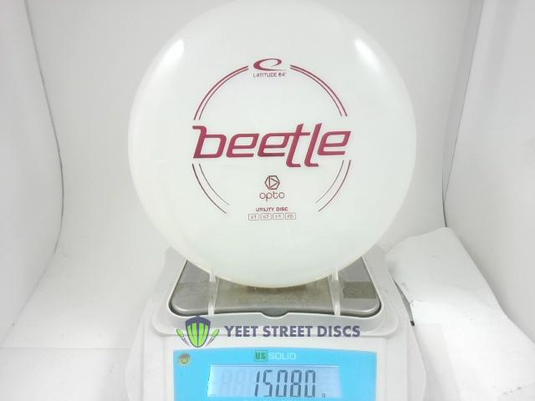 LATITUDE 64°
beetle
opto
UTILITY DISC
YEET STREET DISCS
US SOLID
150.80 g